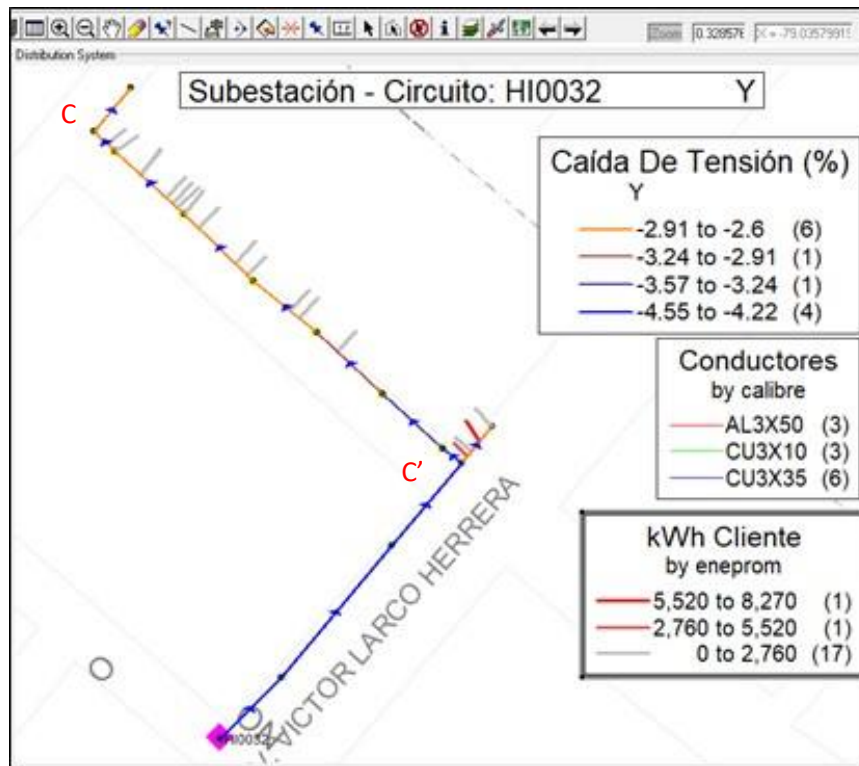 Zoom 0.328576 X = -79.0357991
Distribution System
Subestación - Circuito: HI0032 Y
C
Caída De Tensión (%)
Y
-2.91 to -2.6 (6)
-3.24 to -2.91 (1)
-3.57 to -3.24 (1)
-4.55 to -4.22 (4)
Conductores
by calibre
AL3X50 (3)
CU3X10 (3)
CU3X35 (6)
C'
kWh Cliente
by eneprom
5,520 to 8,270 (1)
2,760 to 5,520 (1)
0 to 2,760 (17)
VICTOR LARCO HERRERA
O
HI0032